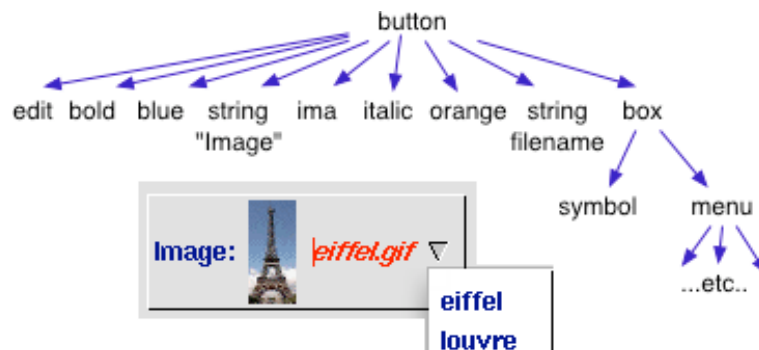 button
edit bold blue string ima italic orange string box
"Image" filename
symbol menu
...etc..
Image: eiffel.gif
eiffel
louvre